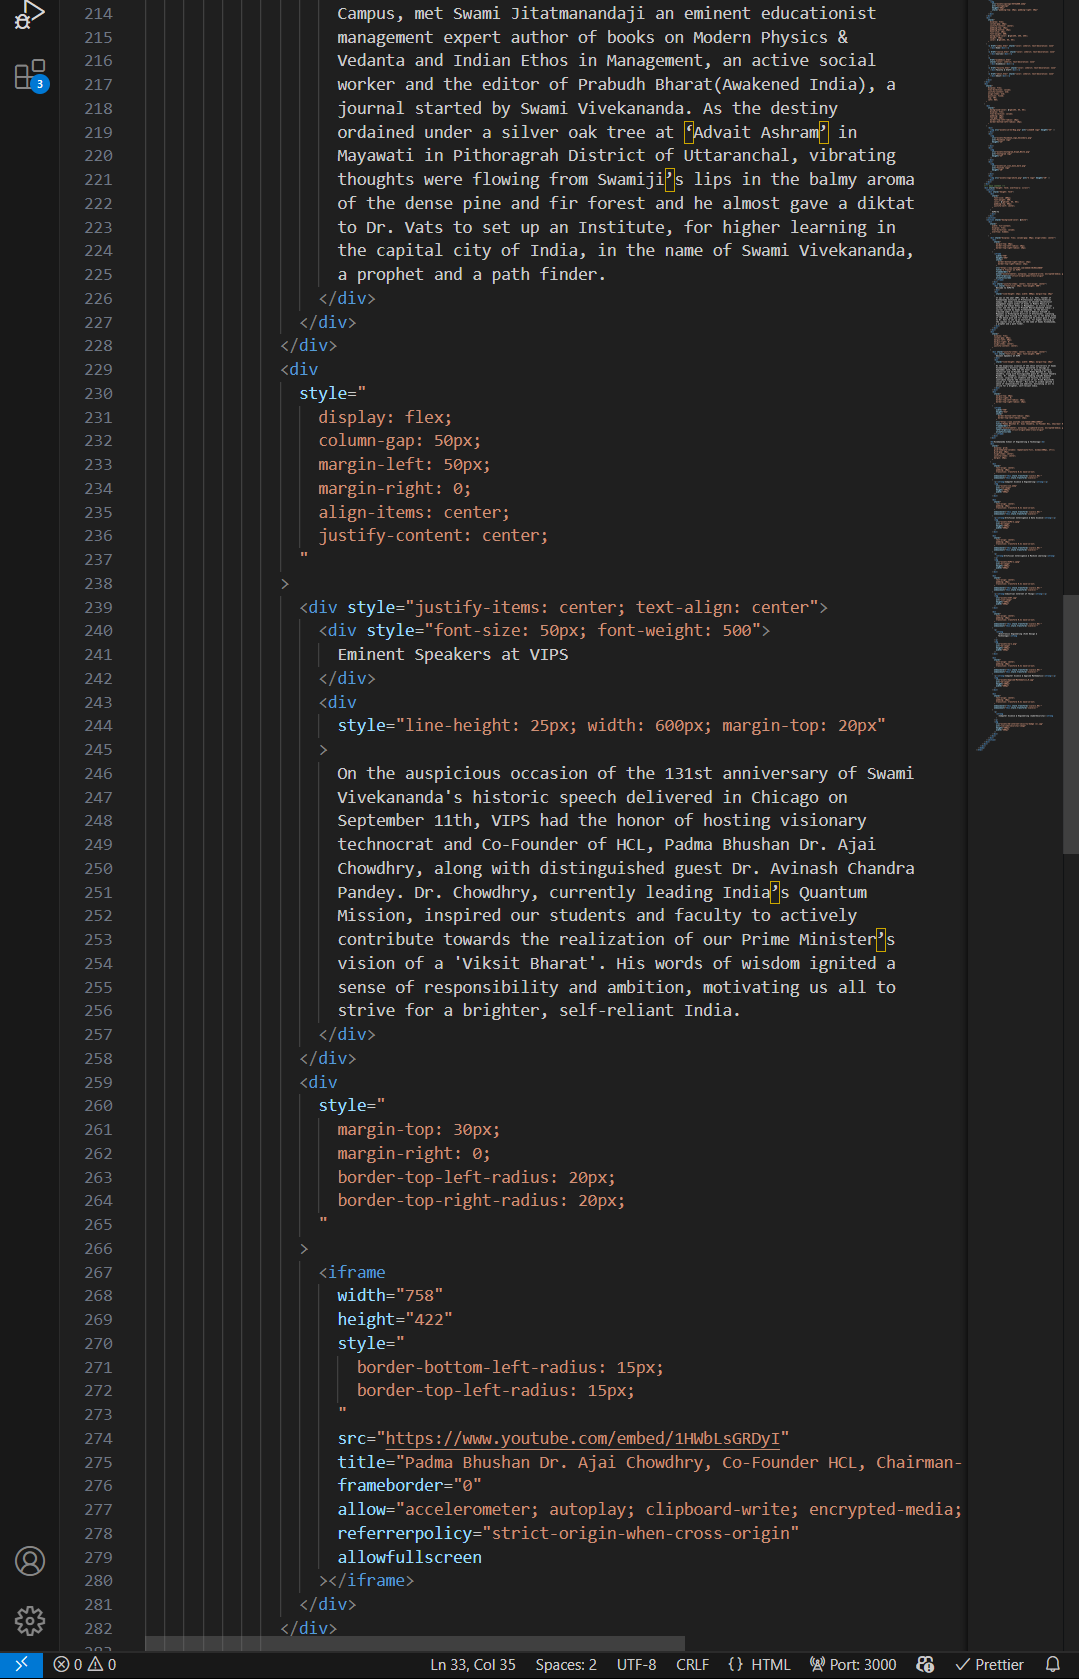 214 Campus, met Swami Jitatmanandaji an eminent educationist
215 management expert author of books on Modern Physics &
216 Vedanta and Indian Ethos in Management, an active social
217 worker and the editor of Prabudh Bharat(Awakened India), a
218 journal started by Swami Vivekananda. As the destiny
219 ordained under a silver oak tree at ‘Advait Ashram’ in
220 Mayawati in Pithoragrah District of Uttaranchal, vibrating
221 thoughts were flowing from Swamiji’s lips in the balmy aroma
222 of the dense pine and fir forest and he almost gave a diktat
223 to Dr. Vats to set up an Institute, for higher learning in
224 the capital city of India, in the name of Swami Vivekananda,
225 a prophet and a path finder.
226 </div>
227 </div>
228 </div>
229 <div
230 style="
231 display: flex;
232 column-gap: 50px;
233 margin-left: 50px;
234 margin-right: 0;
235 align-items: center;
236 justify-content: center;
237 "
238 >
239 <div style="justify-items: center; text-align: center">
240 <div style="font-size: 50px; font-weight: 500">
241 Eminent Speakers at VIPS
242 </div>
243 <div
244 style="line-height: 25px; width: 600px; margin-top: 20px"
245 >
246 On the auspicious occasion of the 131st anniversary of Swami
247 Vivekananda's historic speech delivered in Chicago on
248 September 11th, VIPS had the honor of hosting visionary
249 technocrat and Co-Founder of HCL, Padma Bhushan Dr. Ajai
250 Chowdhry, along with distinguished guest Dr. Avinash Chandra
251 Pandey. Dr. Chowdhry, currently leading India’s Quantum
252 Mission, inspired our students and faculty to actively
253 contribute towards the realization of our Prime Minister’s
254 vision of a 'Viksit Bharat'. His words of wisdom ignited a
255 sense of responsibility and ambition, motivating us all to
256 strive for a brighter, self-reliant India.
257 </div>
258 </div>
259 <div
260 style="
261 margin-top: 30px;
262 margin-right: 0;
263 border-top-left-radius: 20px;
264 border-top-right-radius: 20px;
265 "
266 >
267 <iframe
268 width="758"
269 height="422"
270 style="
271 border-bottom-left-radius: 15px;
272 border-top-left-radius: 15px;
273 "
274 src="https://www.youtube.com/embed/1HWbLsGRDyI"
275 title="Padma Bhushan Dr. Ajai Chowdhry, Co-Founder HCL, Chairman-
276 frameborder="0"
277 allow="accelerometer; autoplay; clipboard-write; encrypted-media;
278 referrerpolicy="strict-origin-when-cross-origin"
279 allowfullscreen
280 ></iframe>
281 </div>
282 </div>
3
0 0 Ln 33, Col 35 Spaces: 2 UTF-8 CRLF {} HTML Port: 3000 Prettier